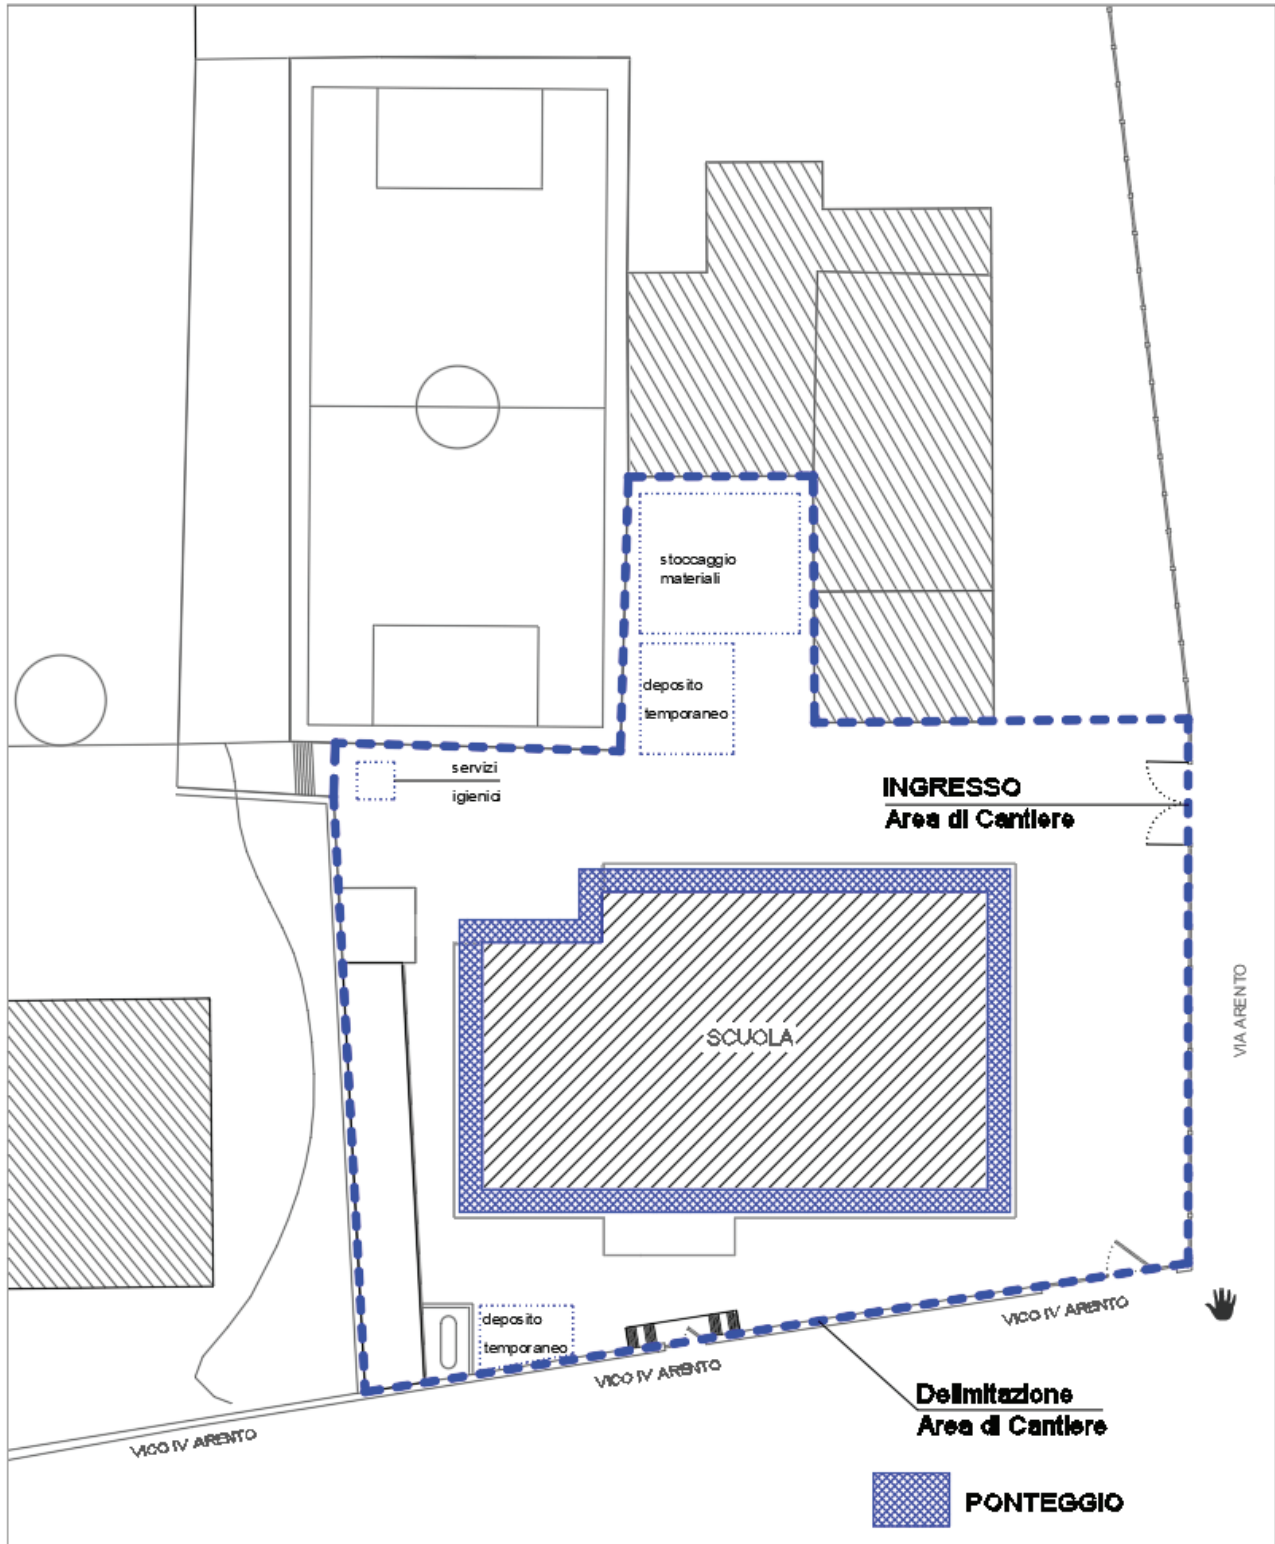 stoccaggio
materiali
deposito
temporaneo
servizi
igienici
INGRESSO
Area di Cantiere
SCUOLA
VIA ARENTO
deposito
temporaneo
VICO IV ARENTO
VICO IV ARENTO
VICO IV ARENTO
Delimitazione
Area di Cantiere
PONTEGGIO